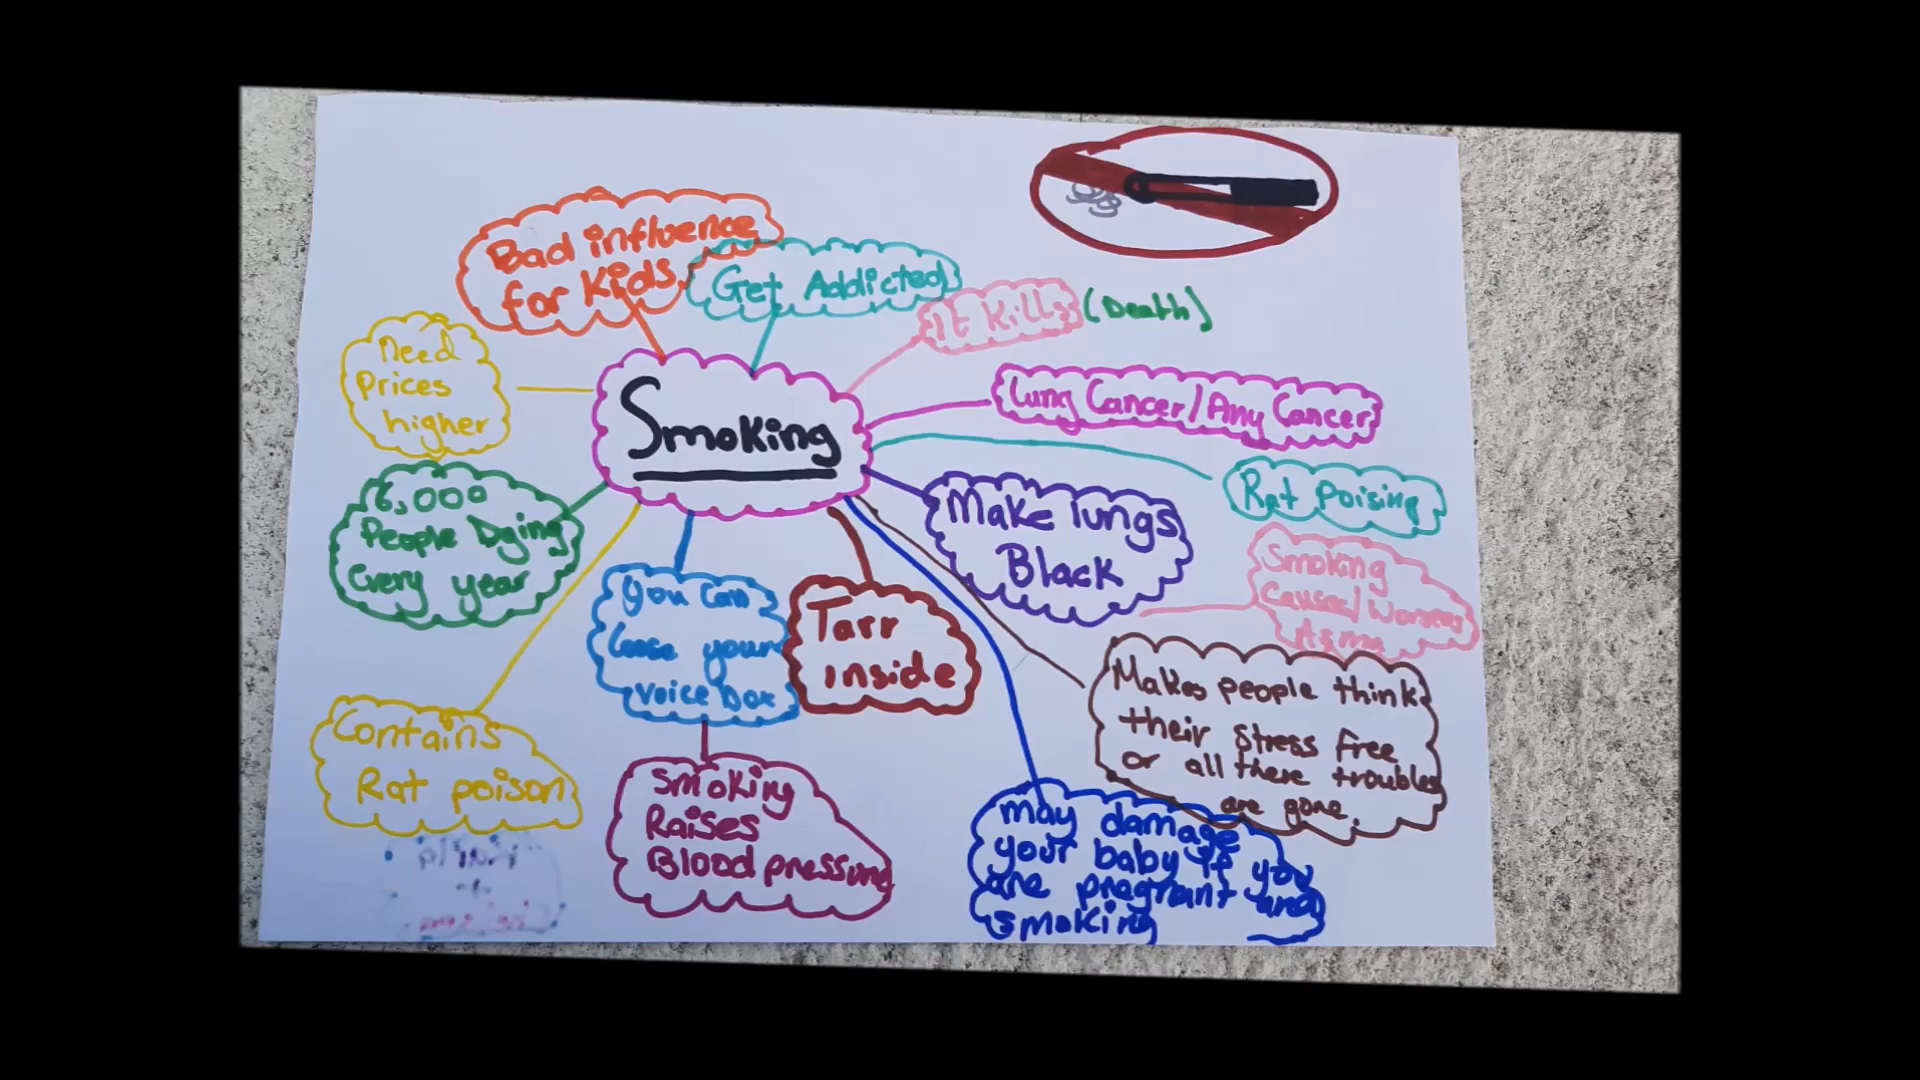 Bad influence
for Kids.
Get Addicted
It Kills (Death)
Need
Prices
higher
Smoking
Lung Cancer/Any Cancer
Rat Poising
6,000
People Dying
Every year
Make lungs
Black
Smoking
Causes/Worsens
Asma
You Can
loose your
voice box
Tarr
inside
Makes people think
their stress free
or all there troubles
are gone.
Contains
Rat poison
Smoking
Raises
Blood pressure
may damage
your baby if you
are pregnant and
smoking